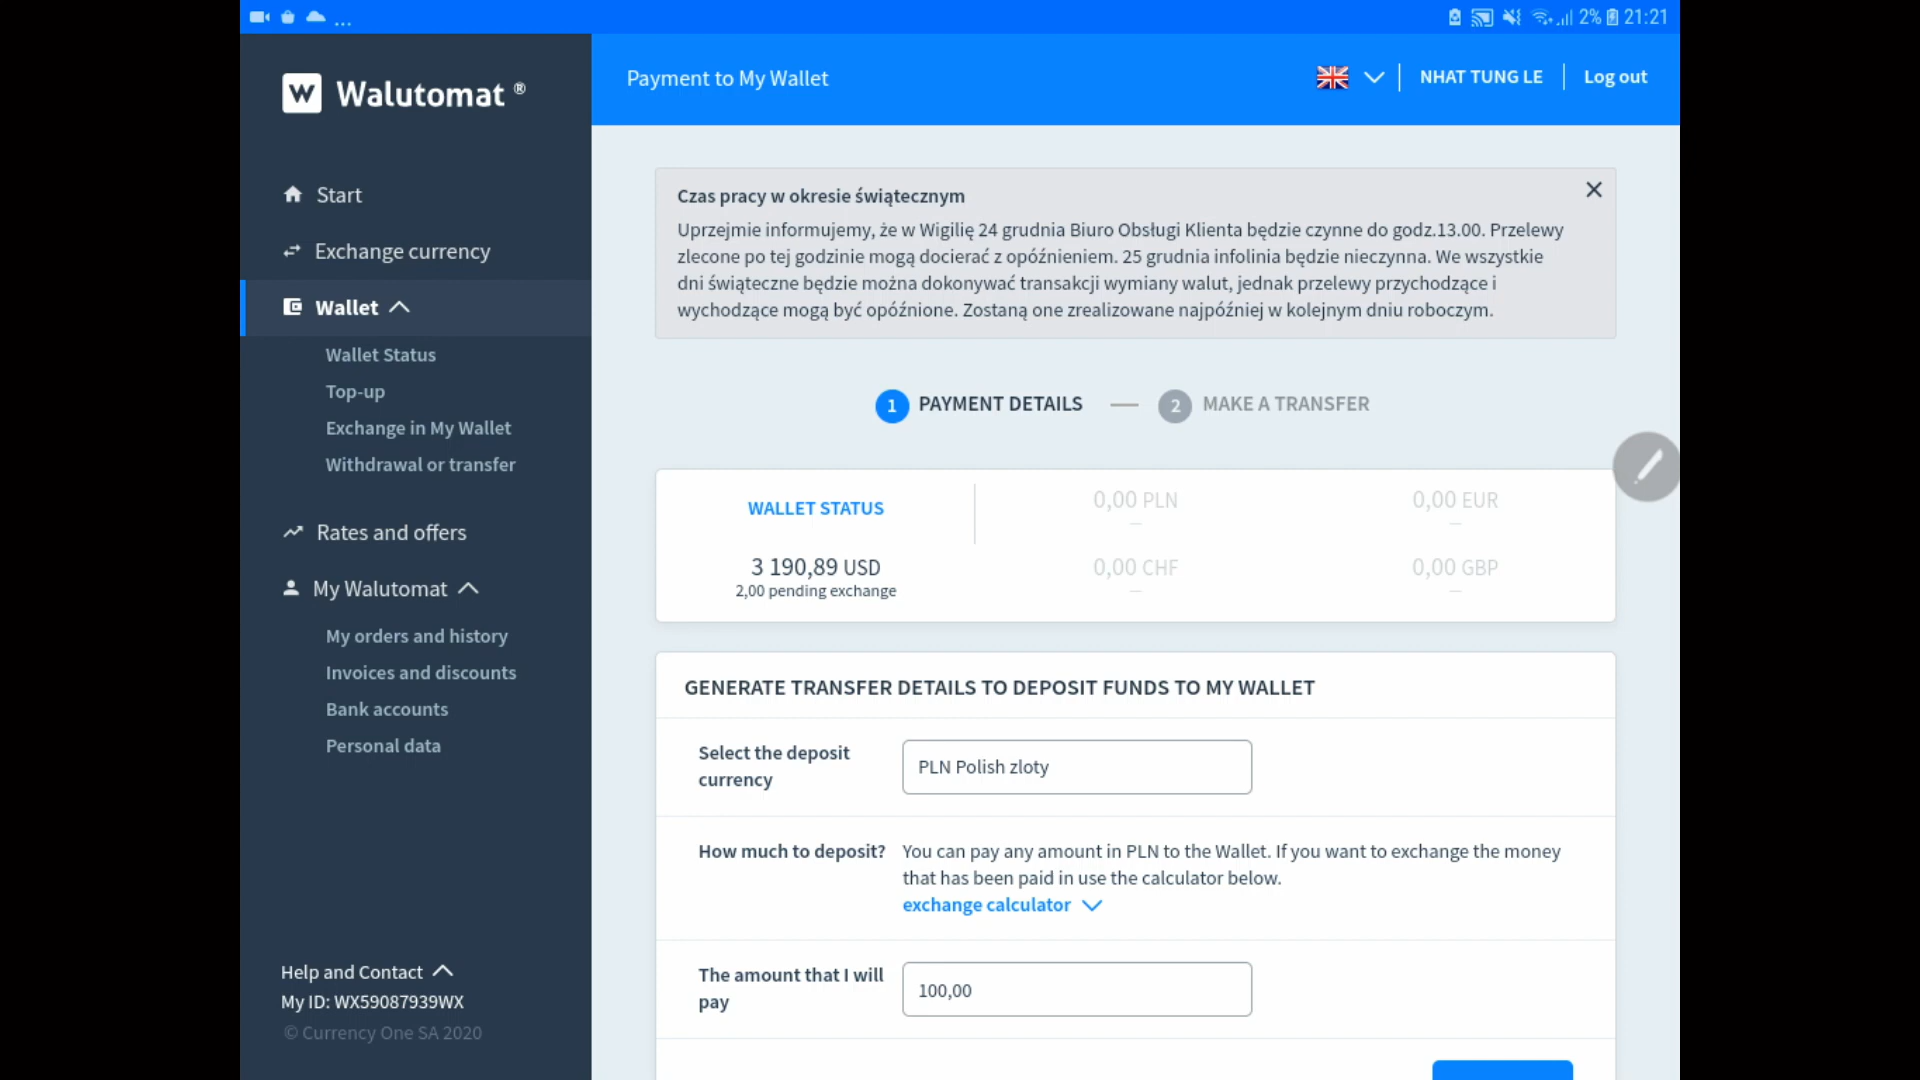 ... 2% 21:21
W Walutomat ®
Payment to My Wallet
NHAT TUNG LE
Log out
Start
Exchange currency
Wallet
Wallet Status
Top-up
Exchange in My Wallet
Withdrawal or transfer
Rates and offers
My Walutomat
My orders and history
Invoices and discounts
Bank accounts
Personal data
Help and Contact
My ID: WX59087939WX
© Currency One SA 2020
Czas pracy w okresie świątecznym
Uprzejmie informujemy, że w Wigilię 24 grudnia Biuro Obsługi Klienta będzie czynne do godz.13.00. Przelewy
zlecone po tej godzinie mogą docierać z opóźnieniem. 25 grudnia infolinia będzie nieczynna. We wszystkie
dni świąteczne będzie można dokonywać transakcji wymiany walut, jednak przelewy przychodzące i
wychodzące mogą być opóźnione. Zostaną one zrealizowane najpóźniej w kolejnym dniu roboczym.
1 PAYMENT DETAILS — 2 MAKE A TRANSFER
WALLET STATUS
0,00 PLN
–
0,00 EUR
–
3 190,89 USD
2,00 pending exchange
0,00 CHF
–
0,00 GBP
–
GENERATE TRANSFER DETAILS TO DEPOSIT FUNDS TO MY WALLET
Select the deposit
currency
PLN Polish zloty
How much to deposit?
You can pay any amount in PLN to the Wallet. If you want to exchange the money
that has been paid in use the calculator below.
exchange calculator
The amount that I will
pay
100,00